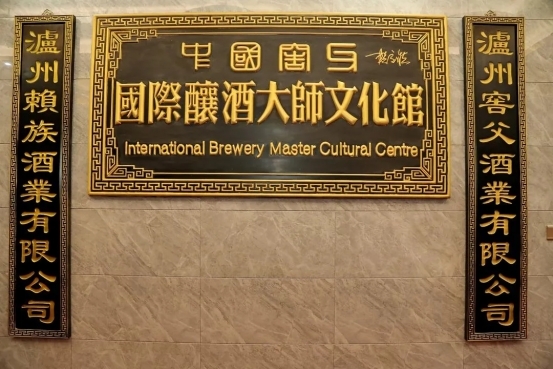 瀘州賴族酒業有限公司
中國窖与
國際釀酒大師文化館
International Brewery Master Cultural Centre
瀘州窖父酒業有限公司